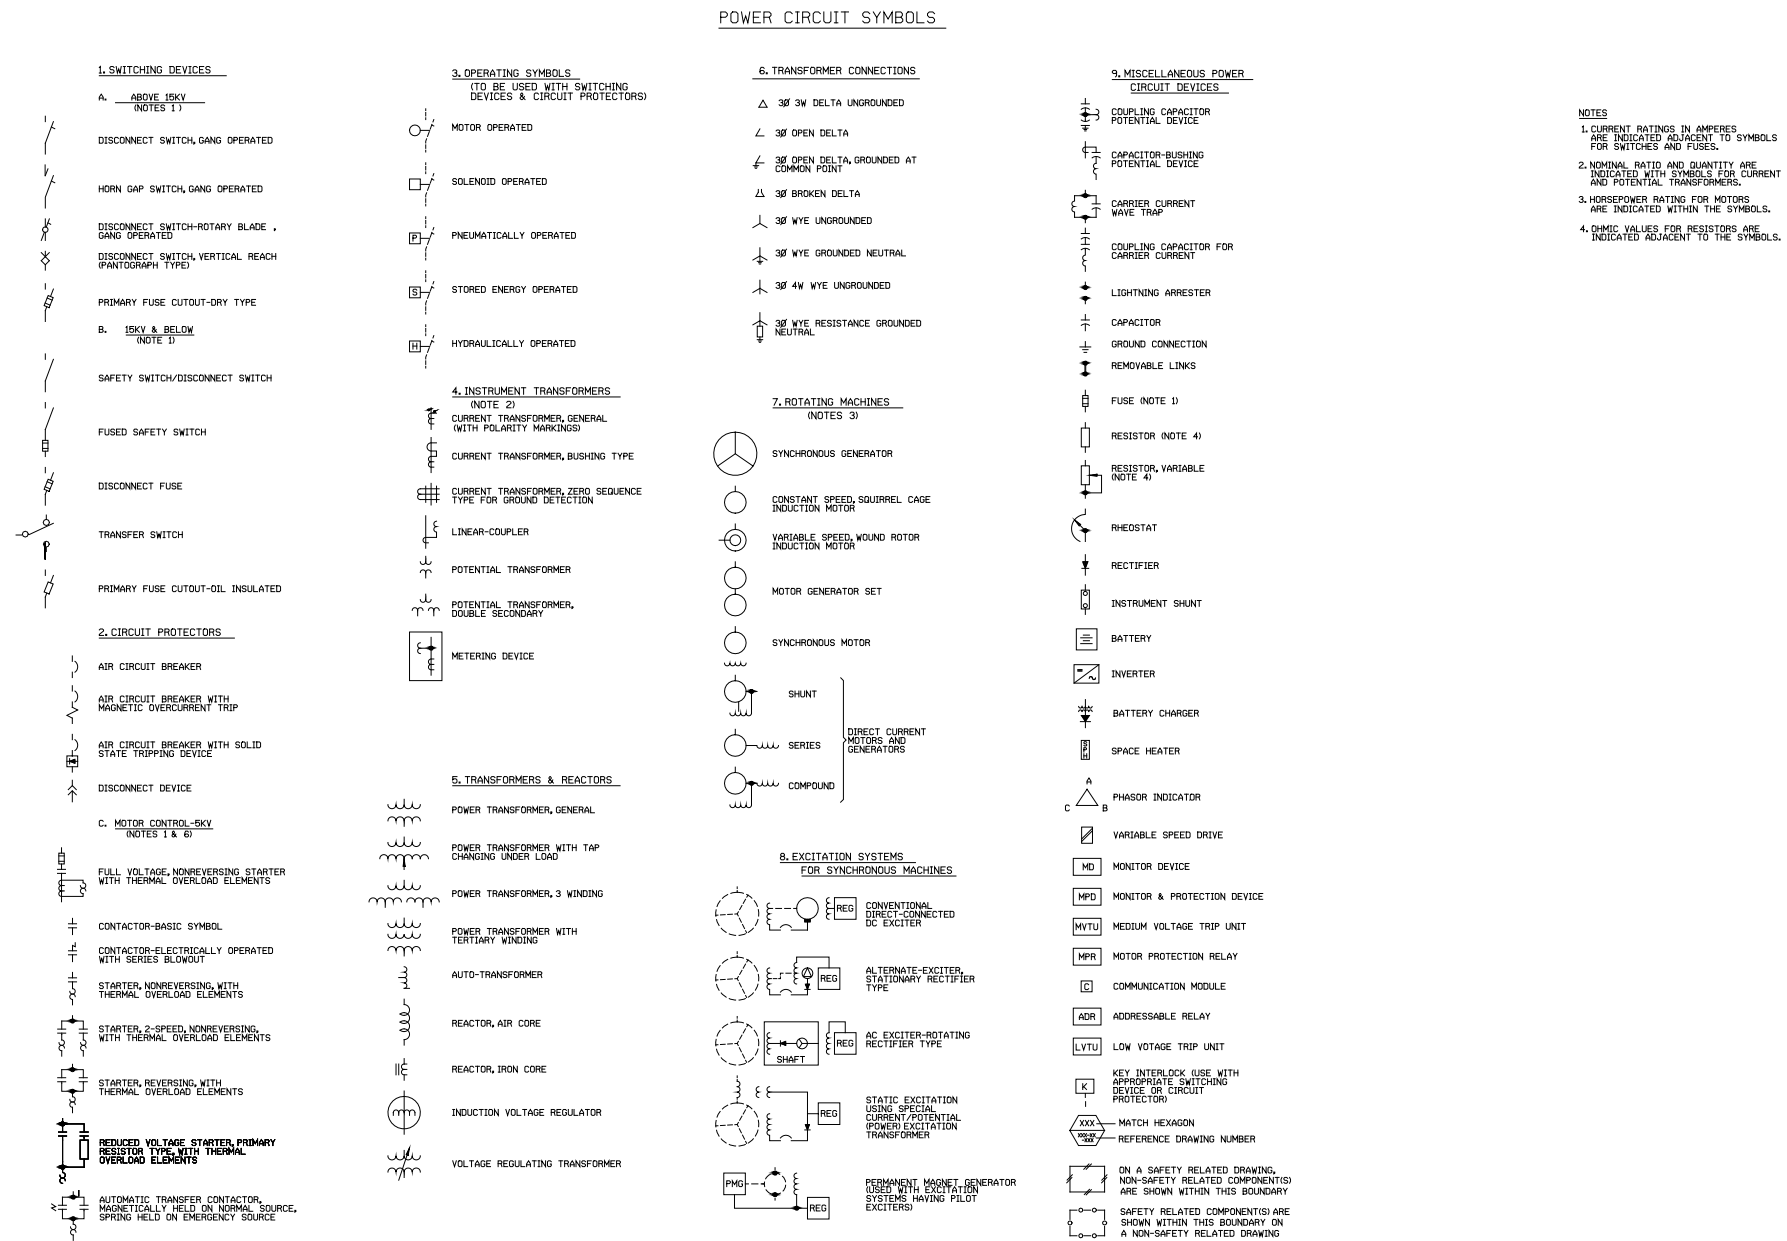 POWER CIRCUIT SYMBOLS
1. SWITCHING DEVICES
A. ABOVE 15KV
(NOTES 1 )
DISCONNECT SWITCH, GANG OPERATED
HORN GAP SWITCH, GANG OPERATED
DISCONNECT SWITCH-ROTARY BLADE ,
GANG OPERATED
DISCONNECT SWITCH, VERTICAL REACH
(PANTOGRAPH TYPE)
PRIMARY FUSE CUTOUT-DRY TYPE
B. 15KV & BELOW
(NOTE 1)
SAFETY SWITCH/DISCONNECT SWITCH
FUSED SAFETY SWITCH
DISCONNECT FUSE
TRANSFER SWITCH
PRIMARY FUSE CUTOUT-OIL INSULATED
2. CIRCUIT PROTECTORS
AIR CIRCUIT BREAKER
AIR CIRCUIT BREAKER WITH
MAGNETIC OVERCURRENT TRIP
AIR CIRCUIT BREAKER WITH SOLID
STATE TRIPPING DEVICE
DISCONNECT DEVICE
C. MOTOR CONTROL-5KV
(NOTES 1 & 6)
FULL VOLTAGE, NONREVERSING STARTER
WITH THERMAL OVERLOAD ELEMENTS
CONTACTOR-BASIC SYMBOL
CONTACTOR-ELECTRICALLY OPERATED
WITH SERIES BLOWOUT
STARTER, NONREVERSING, WITH
THERMAL OVERLOAD ELEMENTS
STARTER, 2-SPEED, NONREVERSING,
WITH THERMAL OVERLOAD ELEMENTS
STARTER, REVERSING, WITH
THERMAL OVERLOAD ELEMENTS
REDUCED VOLTAGE STARTER, PRIMARY
RESISTOR TYPE, WITH THERMAL
OVERLOAD ELEMENTS
AUTOMATIC TRANSFER CONTACTOR,
MAGNETICALLY HELD ON NORMAL SOURCE,
SPRING HELD ON EMERGENCY SOURCE
3. OPERATING SYMBOLS
(TO BE USED WITH SWITCHING
DEVICES & CIRCUIT PROTECTORS)
MOTOR OPERATED
SOLENOID OPERATED
P PNEUMATICALLY OPERATED
S STORED ENERGY OPERATED
H HYDRAULICALLY OPERATED
4. INSTRUMENT TRANSFORMERS
(NOTE 2)
CURRENT TRANSFORMER, GENERAL
(WITH POLARITY MARKINGS)
CURRENT TRANSFORMER, BUSHING TYPE
CURRENT TRANSFORMER, ZERO SEQUENCE
TYPE FOR GROUND DETECTION
LINEAR-COUPLER
POTENTIAL TRANSFORMER
POTENTIAL TRANSFORMER,
DOUBLE SECONDARY
METERING DEVICE
5. TRANSFORMERS & REACTORS
POWER TRANSFORMER, GENERAL
POWER TRANSFORMER WITH TAP
CHANGING UNDER LOAD
POWER TRANSFORMER, 3 WINDING
POWER TRANSFORMER WITH
TERTIARY WINDING
AUTO-TRANSFORMER
REACTOR, AIR CORE
REACTOR, IRON CORE
INDUCTION VOLTAGE REGULATOR
VOLTAGE REGULATING TRANSFORMER
6. TRANSFORMER CONNECTIONS
3Ø 3W DELTA UNGROUNDED
3Ø OPEN DELTA
3Ø OPEN DELTA, GROUNDED AT
COMMON POINT
3Ø BROKEN DELTA
3Ø WYE UNGROUNDED
3Ø WYE GROUNDED NEUTRAL
3Ø 4W WYE UNGROUNDED
3Ø WYE RESISTANCE GROUNDED
NEUTRAL
7. ROTATING MACHINES
(NOTES 3)
SYNCHRONOUS GENERATOR
CONSTANT SPEED, SQUIRREL CAGE
INDUCTION MOTOR
VARIABLE SPEED, WOUND ROTOR
INDUCTION MOTOR
MOTOR GENERATOR SET
SYNCHRONOUS MOTOR
SHUNT
SERIES
COMPOUND
DIRECT CURRENT
MOTORS AND
GENERATORS
8. EXCITATION SYSTEMS
FOR SYNCHRONOUS MACHINES
REG CONVENTIONAL
DIRECT-CONNECTED
DC EXCITER
REG ALTERNATE-EXCITER,
STATIONARY RECTIFIER
TYPE
SHAFT REG AC EXCITER-ROTATING
RECTIFIER TYPE
REG STATIC EXCITATION
USING SPECIAL
CURRENT/POTENTIAL
(POWER) EXCITATION
TRANSFORMER
PMG REG PERMANENT MAGNET GENERATOR
(USED WITH EXCITATION
SYSTEMS HAVING PILOT
EXCITERS)
9. MISCELLANEOUS POWER
CIRCUIT DEVICES
COUPLING CAPACITOR
POTENTIAL DEVICE
CAPACITOR-BUSHING
POTENTIAL DEVICE
CARRIER CURRENT
WAVE TRAP
COUPLING CAPACITOR FOR
CARRIER CURRENT
LIGHTNING ARRESTER
CAPACITOR
GROUND CONNECTION
REMOVABLE LINKS
FUSE (NOTE 1)
RESISTOR (NOTE 4)
RESISTOR, VARIABLE
(NOTE 4)
RHEOSTAT
RECTIFIER
INSTRUMENT SHUNT
BATTERY
INVERTER
BATTERY CHARGER
SPH SPACE HEATER
A
C B PHASOR INDICATOR
VARIABLE SPEED DRIVE
MD MONITOR DEVICE
MPD MONITOR & PROTECTION DEVICE
MVTU MEDIUM VOLTAGE TRIP UNIT
MPR MOTOR PROTECTION RELAY
C COMMUNICATION MODULE
ADR ADDRESSABLE RELAY
LVTU LOW VOTAGE TRIP UNIT
K KEY INTERLOCK (USE WITH
APPROPRIATE SWITCHING
DEVICE OR CIRCUIT
PROTECTOR)
XXX MATCH HEXAGON
XXX-XX
-XXX REFERENCE DRAWING NUMBER
ON A SAFETY RELATED DRAWING,
NON-SAFETY RELATED COMPONENT(S)
ARE SHOWN WITHIN THIS BOUNDARY
SAFETY RELATED COMPONENT(S) ARE
SHOWN WITHIN THIS BOUNDARY ON
A NON-SAFETY RELATED DRAWING
NOTES
1. CURRENT RATINGS IN AMPERES
ARE INDICATED ADJACENT TO SYMBOLS
FOR SWITCHES AND FUSES.
2. NOMINAL RATIO AND QUANTITY ARE
INDICATED WITH SYMBOLS FOR CURRENT
AND POTENTIAL TRANSFORMERS.
3. HORSEPOWER RATING FOR MOTORS
ARE INDICATED WITHIN THE SYMBOLS.
4. OHMIC VALUES FOR RESISTORS ARE
INDICATED ADJACENT TO THE SYMBOLS.